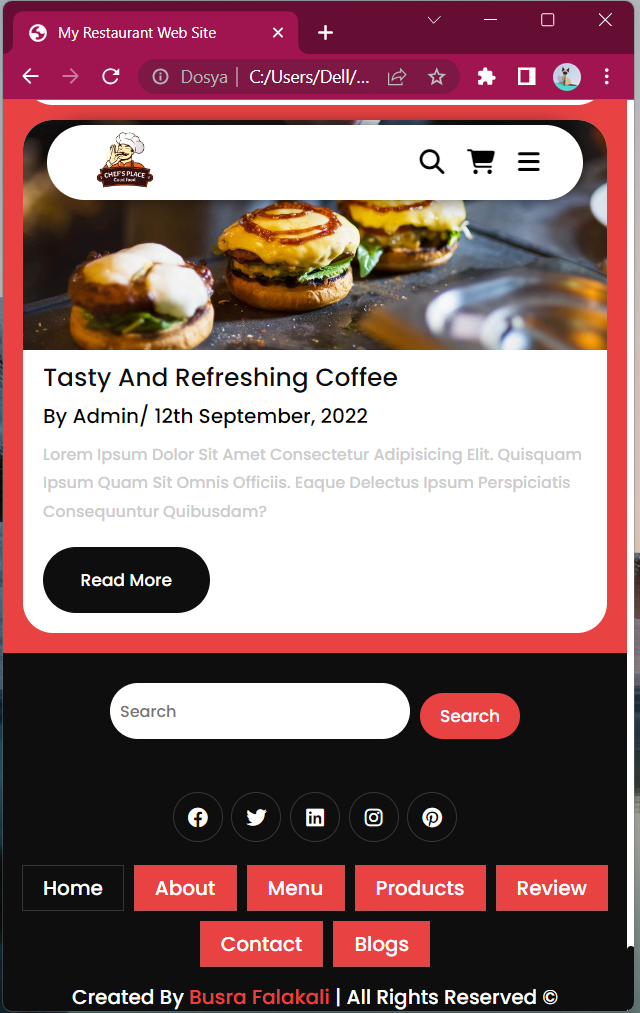 My Restaurant Web Site
Dosya | C:/Users/Dell/...
CHEF'S PLACE
Good food
Tasty And Refreshing Coffee
By Admin/ 12th September, 2022
Lorem Ipsum Dolor Sit Amet Consectetur Adipisicing Elit. Quisquam
Ipsum Quam Sit Omnis Officiis. Eaque Delectus Ipsum Perspiciatis
Consequuntur Quibusdam?
Read More
Search Search
Home About Menu Products Review
Contact Blogs
Created By Busra Falakali | All Rights Reserved ©